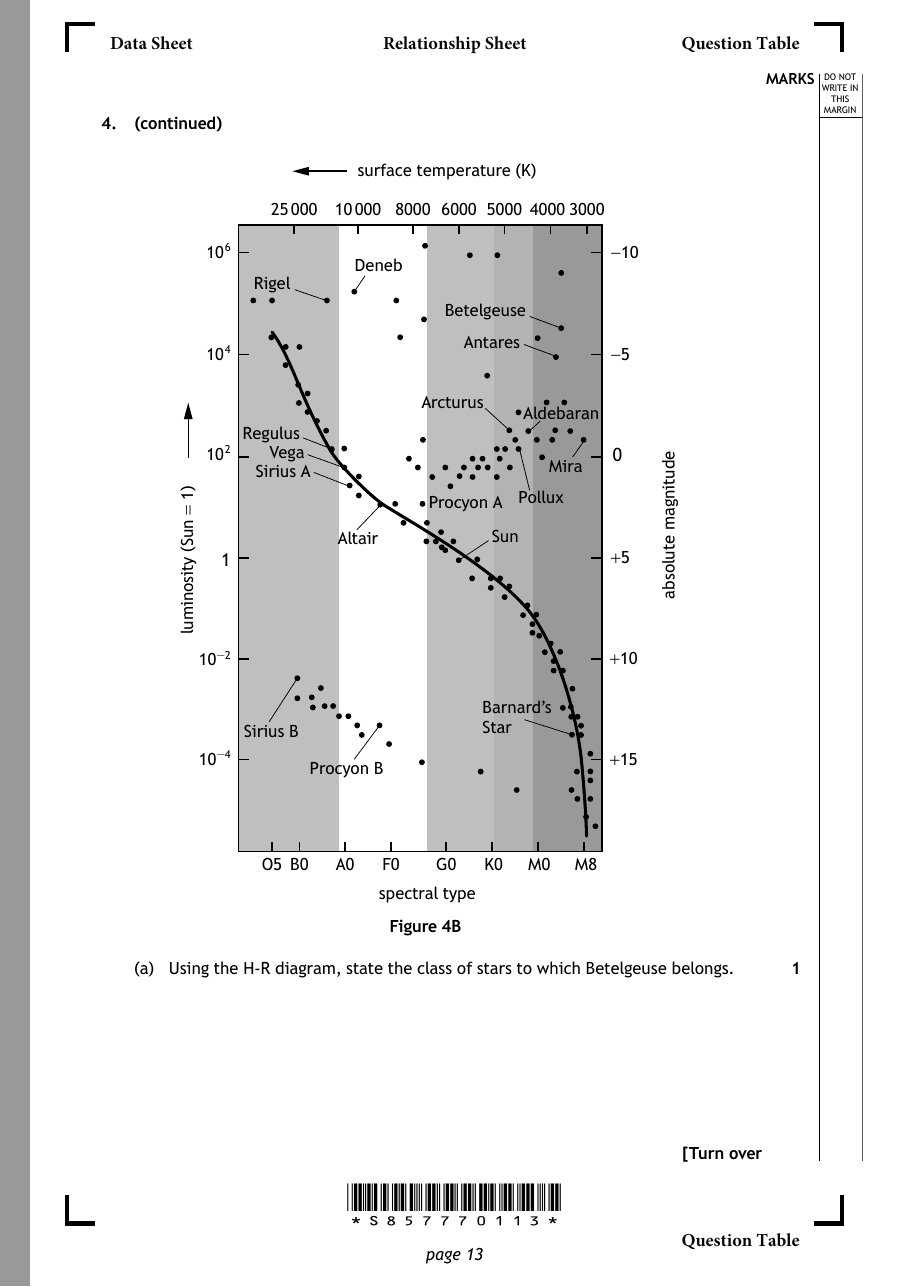 Data Sheet Relationship Sheet Question Table
MARKS
DO NOT
WRITE IN
THIS
MARGIN
4. (continued)
surface temperature (K)
25 000 10 000 8000 6000 5000 4000 3000
10⁶
10⁴
10²
1
10⁻²
10⁻⁴
luminosity (Sun = 1)
−10
−5
0
+5
+10
+15
absolute magnitude
Deneb
Rigel
Betelgeuse
Antares
Arcturus
Aldebaran
Regulus
Vega
Sirius A
Mira
Procyon A
Pollux
Altair
Sun
Barnard’s
Star
Sirius B
Procyon B
O5 B0 A0 F0 G0 K0 M0 M8
spectral type
Figure 4B
(a) Using the H-R diagram, state the class of stars to which Betelgeuse belongs. 1
[Turn over
* S 8 5 7 7 7 0 1 1 3 *
Question Table
page 13